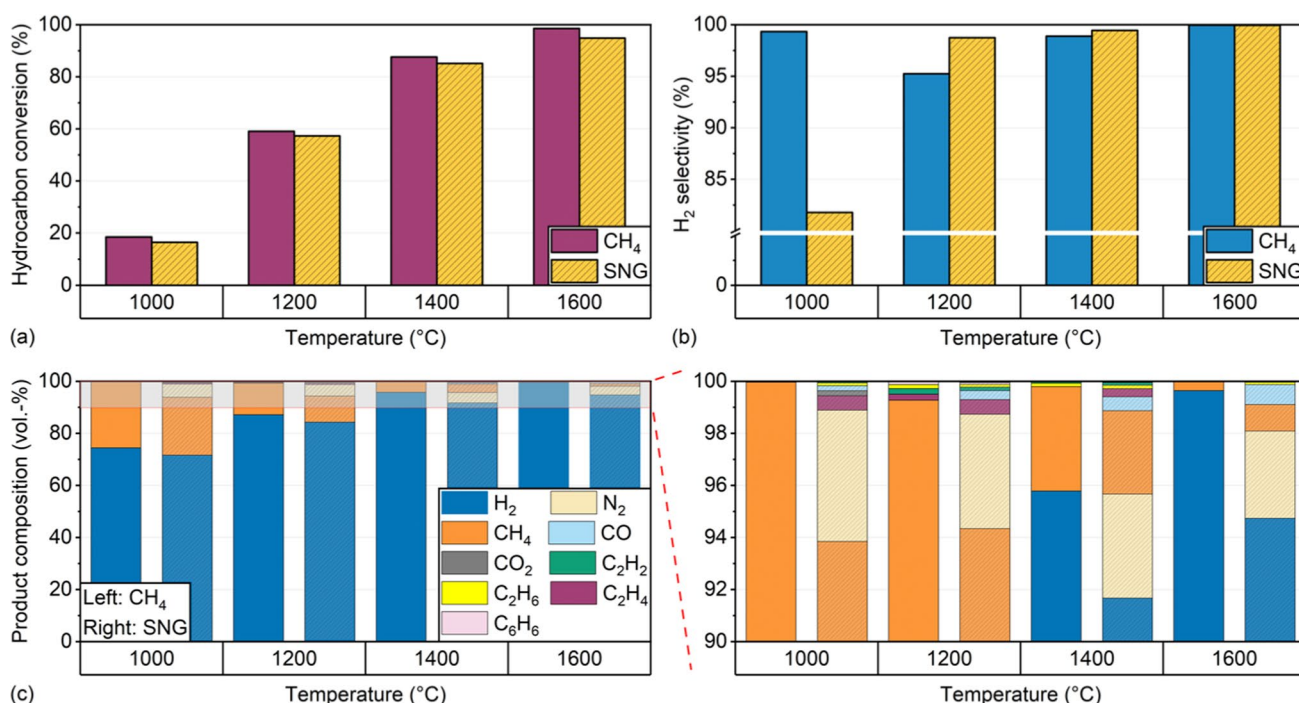 Hydrocarbon conversion (%)
100
80
60
40
20
0
CH₄
SNG
1000 1200 1400 1600
Temperature (°C)
(a)
H₂ selectivity (%)
100
95
90
85
0
CH₄
SNG
1000 1200 1400 1600
Temperature (°C)
(b)
Product composition (vol.-%)
100
80
60
40
20
0
H₂ N₂
CH₄ CO
CO₂ C₂H₂
C₂H₆ C₂H₄
C₆H₆
Left: CH₄
Right: SNG
1000 1200 1400 1600
Temperature (°C)
(c)
100
98
96
94
92
90
1000 1200 1400 1600
Temperature (°C)